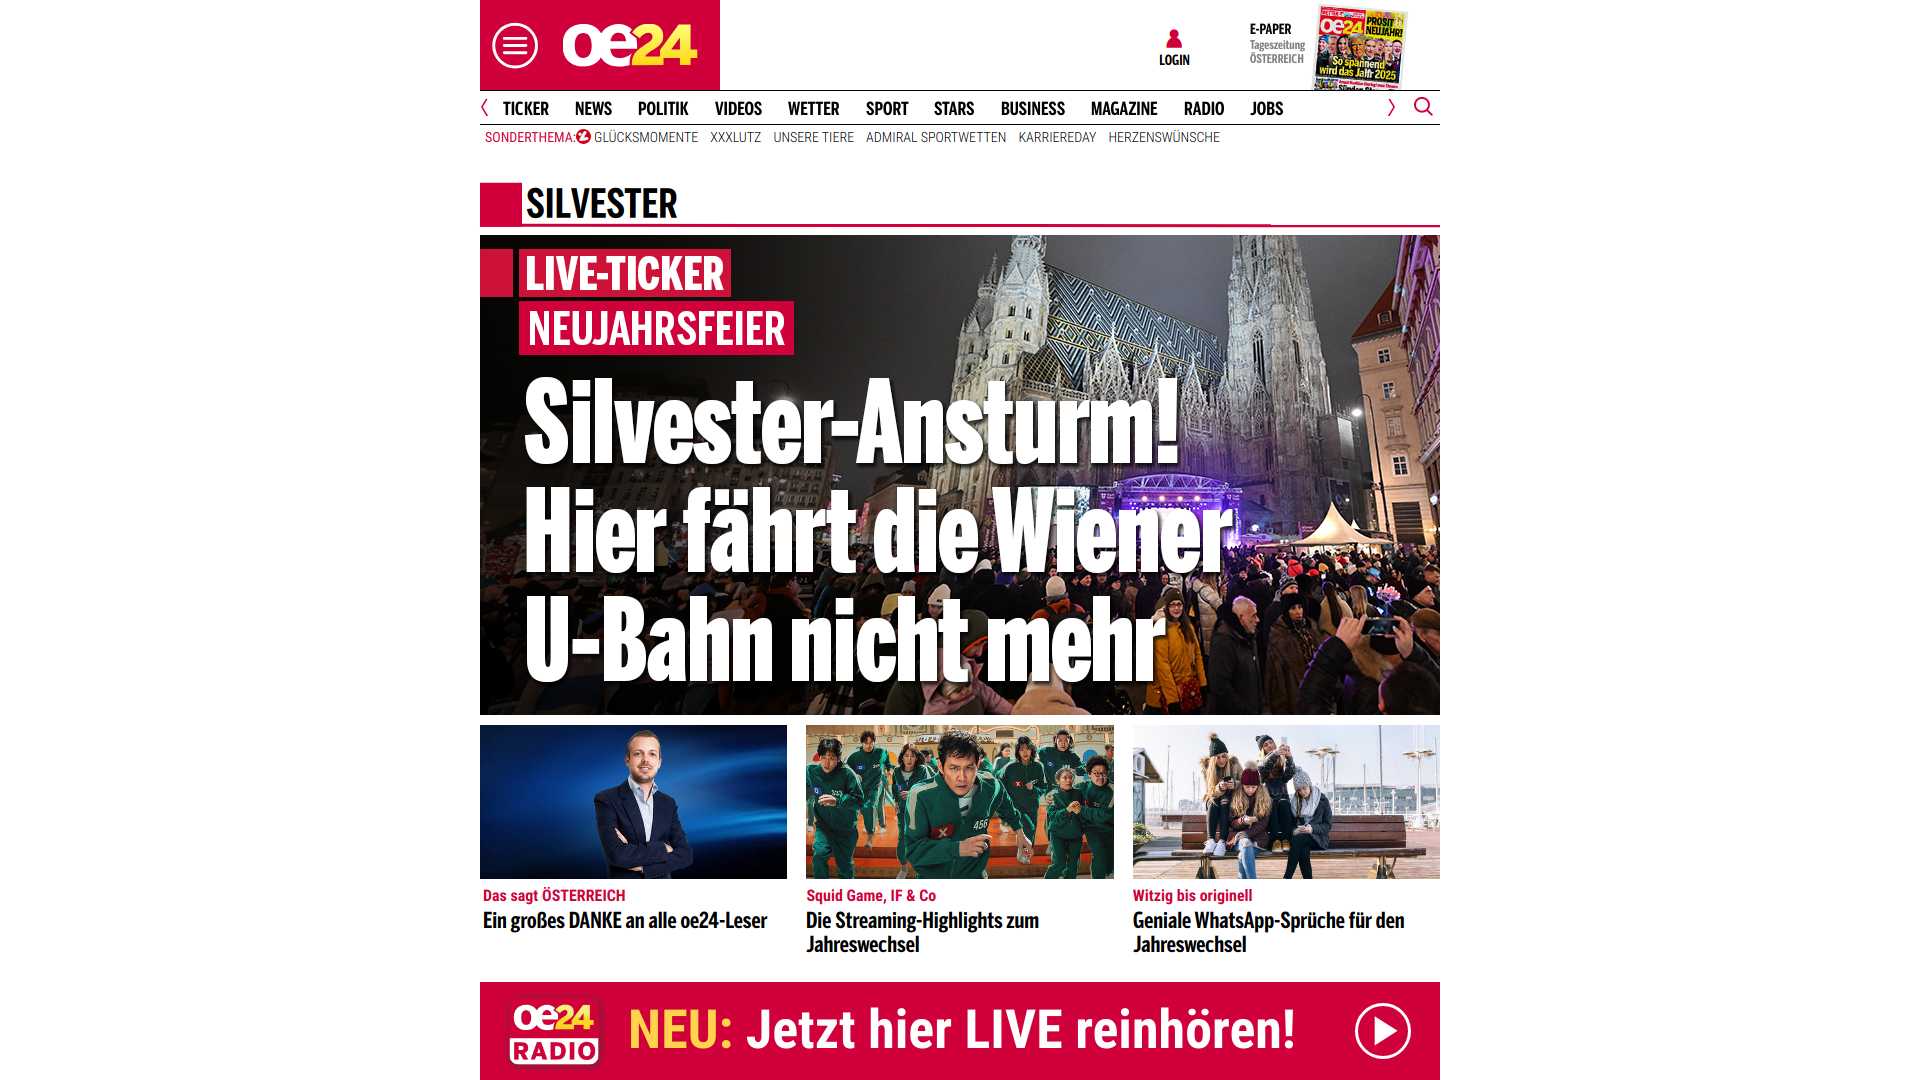 oe24
LOGIN
E-PAPER
Tageszeitung
ÖSTERREICH
oe24
PROSIT
NEUJAHR!
So spannend
wird das Jahr 2025
TICKER NEWS POLITIK VIDEOS WETTER SPORT STARS BUSINESS MAGAZINE RADIO JOBS
SONDERTHEMA: GLÜCKSMOMENTE XXXLUTZ UNSERE TIERE ADMIRAL SPORTWETTEN KARRIEREDAY HERZENSWÜNSCHE
SILVESTER
LIVE-TICKER
NEUJAHRSFEIER
Silvester-Ansturm!
Hier fährt die Wiener
U-Bahn nicht mehr
456
Das sagt ÖSTERREICH
Ein großes DANKE an alle oe24-Leser
Squid Game, IF & Co
Die Streaming-Highlights zum
Jahreswechsel
Witzig bis originell
Geniale WhatsApp-Sprüche für den
Jahreswechsel
oe24
RADIO
NEU: Jetzt hier LIVE reinhören!